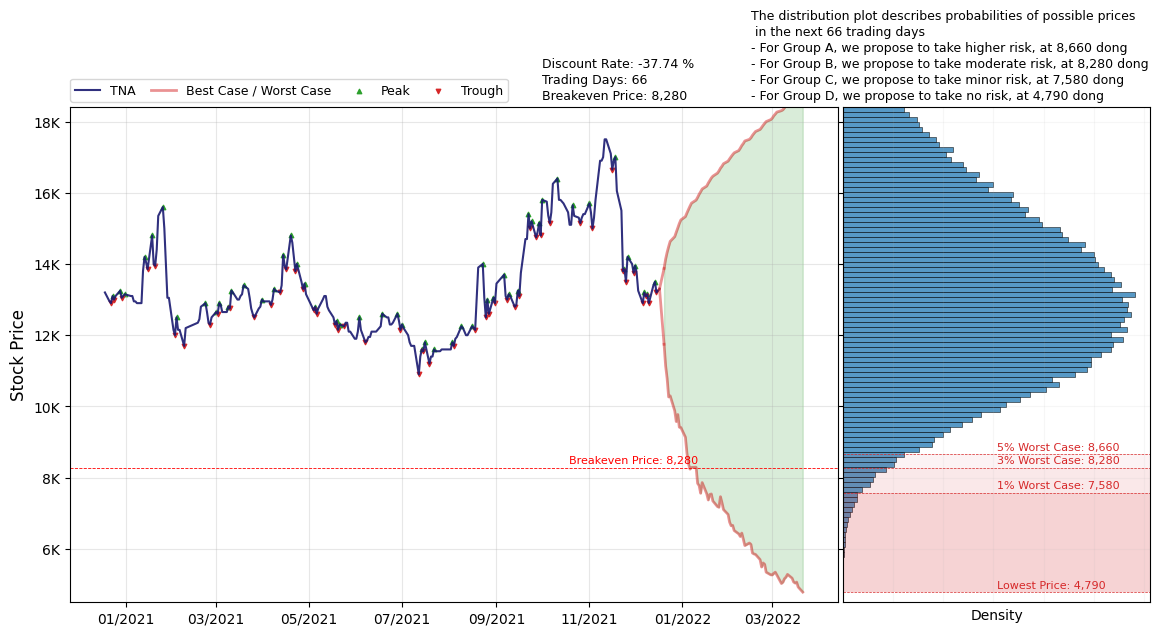 The distribution plot describes probabilities of possible prices
in the next 66 trading days
- For Group A, we propose to take higher risk, at 8,660 dong
- For Group B, we propose to take moderate risk, at 8,280 dong
- For Group C, we propose to take minor risk, at 7,580 dong
- For Group D, we propose to take no risk, at 4,790 dong
Discount Rate: -37.74 %
Trading Days: 66
Breakeven Price: 8,280
TNA Best Case / Worst Case Peak Trough
Stock Price
18K
16K
14K
12K
10K
8K
6K
Breakeven Price: 8,280
5% Worst Case: 8,660
3% Worst Case: 8,280
1% Worst Case: 7,580
Lowest Price: 4,790
01/2021 03/2021 05/2021 07/2021 09/2021 11/2021 01/2022 03/2022
Density